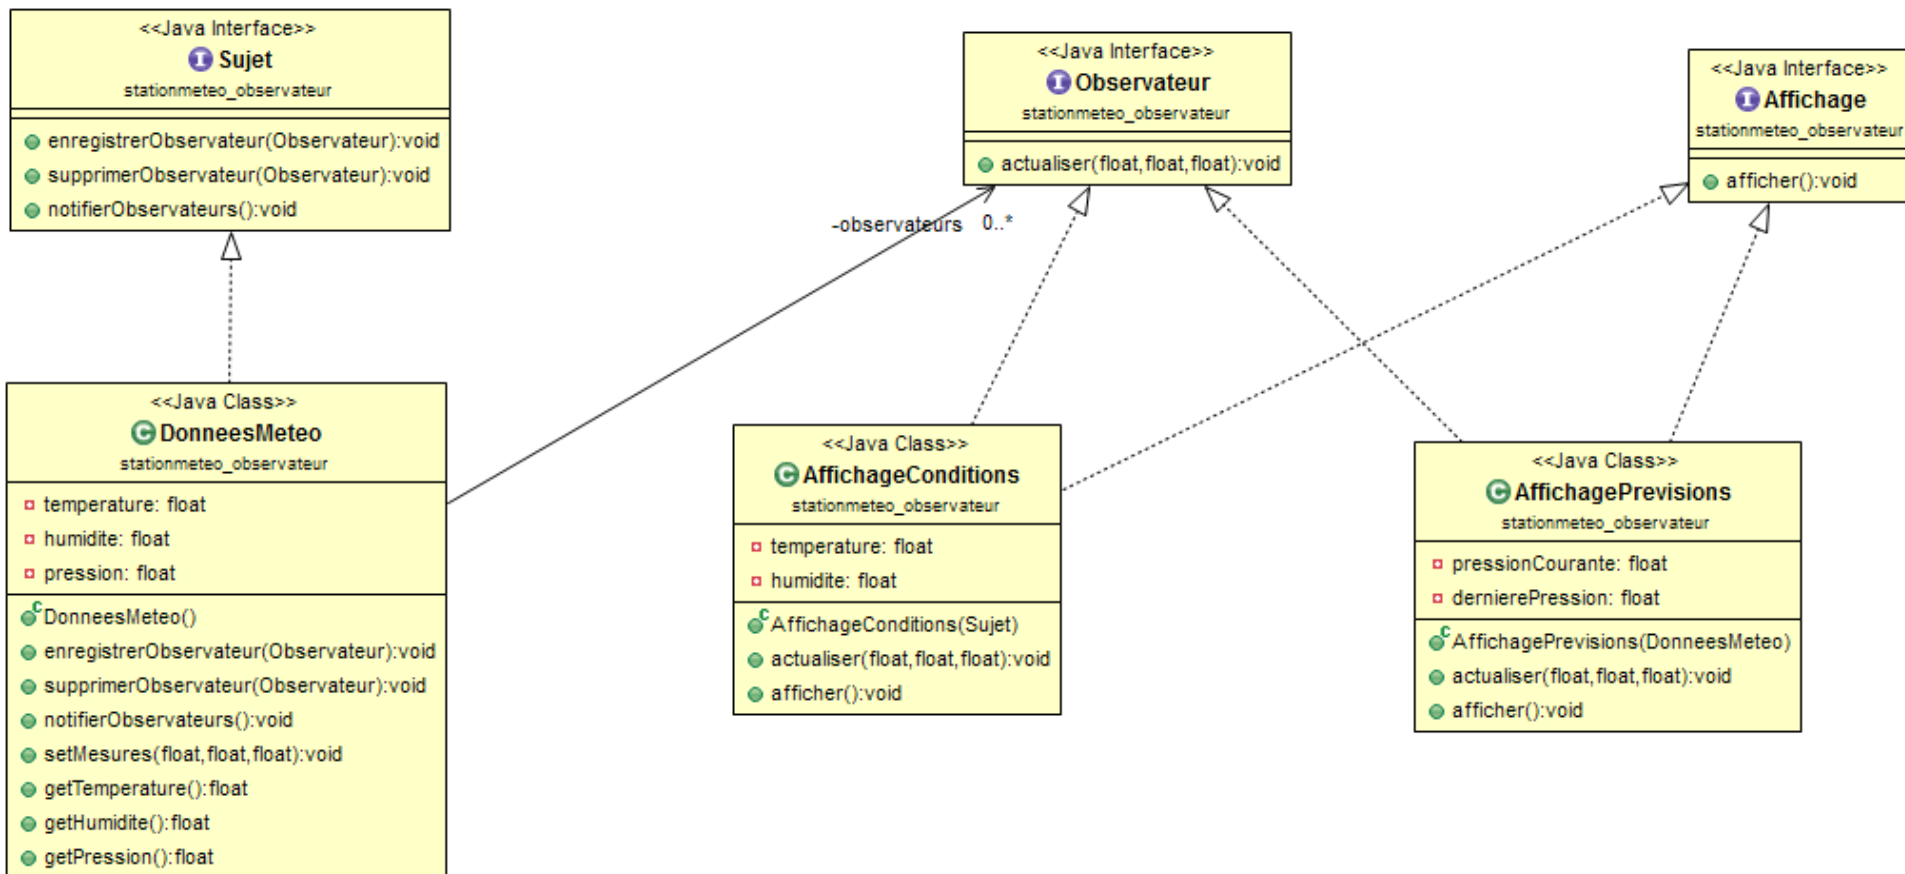 <<Java Interface>>
Sujet
stationmeteo_observateur
enregistrerObservateur(Observateur):void
supprimerObservateur(Observateur):void
notifierObservateurs():void
<<Java Interface>>
Observateur
stationmeteo_observateur
actualiser(float,float,float):void
<<Java Interface>>
Affichage
stationmeteo_observateur
afficher():void
-observateurs 0..*
<<Java Class>>
DonneesMeteo
stationmeteo_observateur
temperature: float
humidite: float
pression: float
DonneesMeteo()
enregistrerObservateur(Observateur):void
supprimerObservateur(Observateur):void
notifierObservateurs():void
setMesures(float,float,float):void
getTemperature():float
getHumidite():float
getPression():float
<<Java Class>>
AffichageConditions
stationmeteo_observateur
temperature: float
humidite: float
AffichageConditions(Sujet)
actualiser(float,float,float):void
afficher():void
<<Java Class>>
AffichagePrevisions
stationmeteo_observateur
pressionCourante: float
dernierePression: float
AffichagePrevisions(DonneesMeteo)
actualiser(float,float,float):void
afficher():void